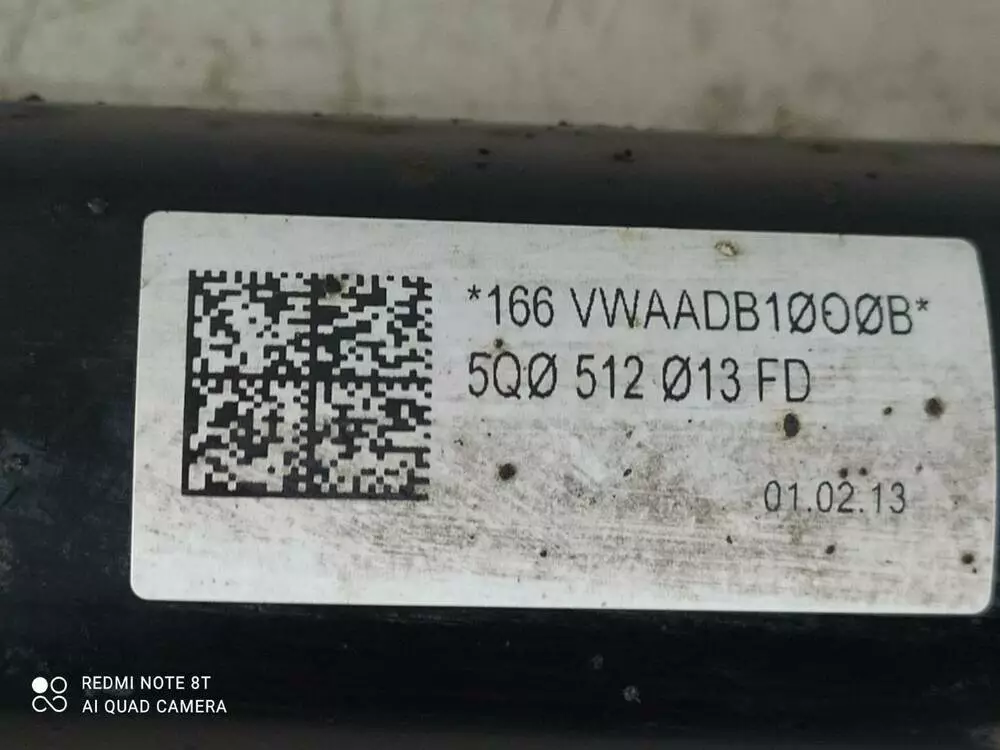 *166 VWAADB1ØOØB*
5QØ 512 Ø13 FD
01.02.13
REDMI NOTE 8T
AI QUAD CAMERA